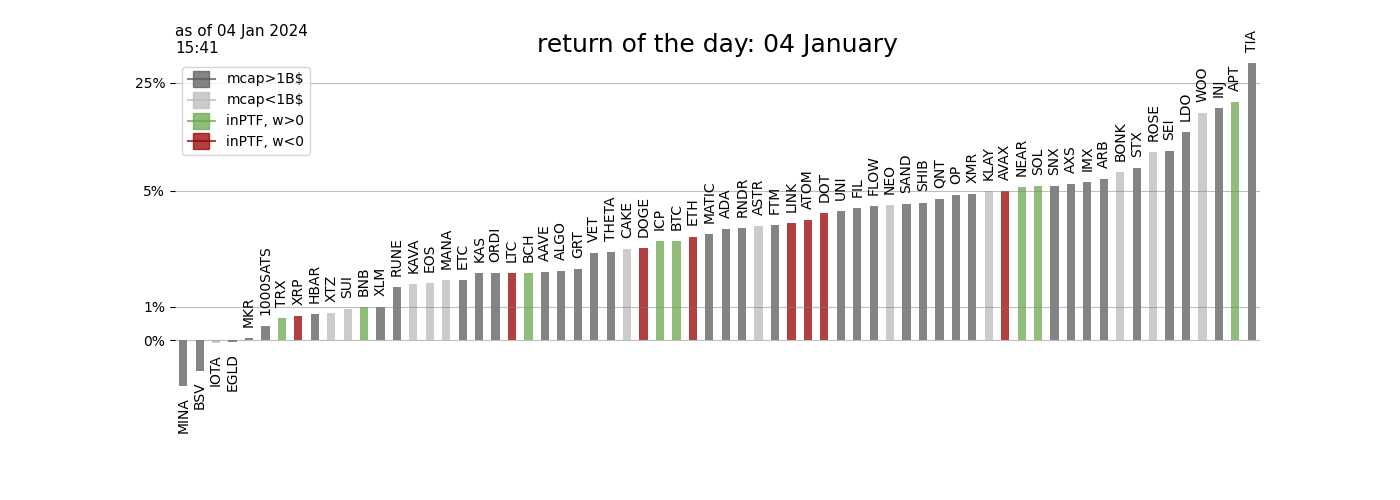 as of 04 Jan 2024
15:41
return of the day: 04 January
mcap>1B$
mcap<1B$
inPTF, w>0
inPTF, w<0
25%
5%
1%
0%
MINA
BSV
IOTA
EGLD
MKR
1000SATS
TRX
XRP
HBAR
XTZ
SUI
BNB
XLM
RUNE
KAVA
EOS
MANA
ETC
KAS
ORDI
LTC
BCH
AAVE
ALGO
GRT
VET
THETA
CAKE
DOGE
ICP
BTC
ETH
MATIC
ADA
RNDR
ASTR
FTM
LINK
ATOM
DOT
UNI
FIL
FLOW
NEO
SAND
SHIB
QNT
OP
XMR
KLAY
AVAX
NEAR
SOL
SNX
AXS
IMX
ARB
BONK
STX
ROSE
SEI
LDO
WOO
INJ
APT
TIA